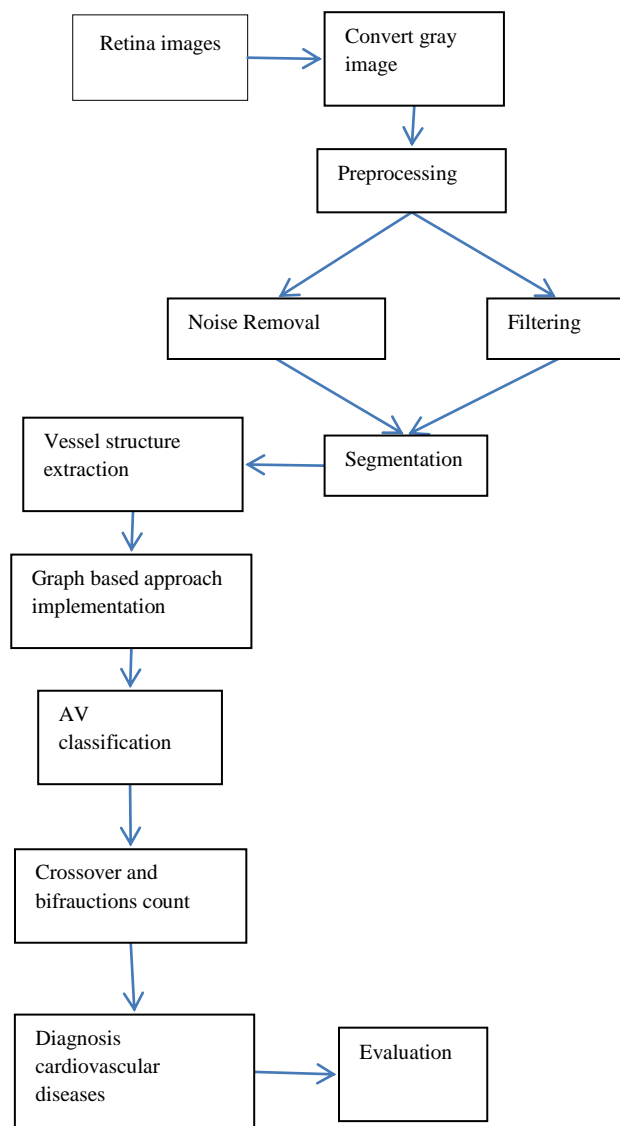 Retina images
Convert gray
image
Preprocessing
Noise Removal
Filtering
Segmentation
Vessel structure
extraction
Graph based approach
implementation
AV
classification
Crossover and
bifrauctions count
Diagnosis
cardiovascular
diseases
Evaluation